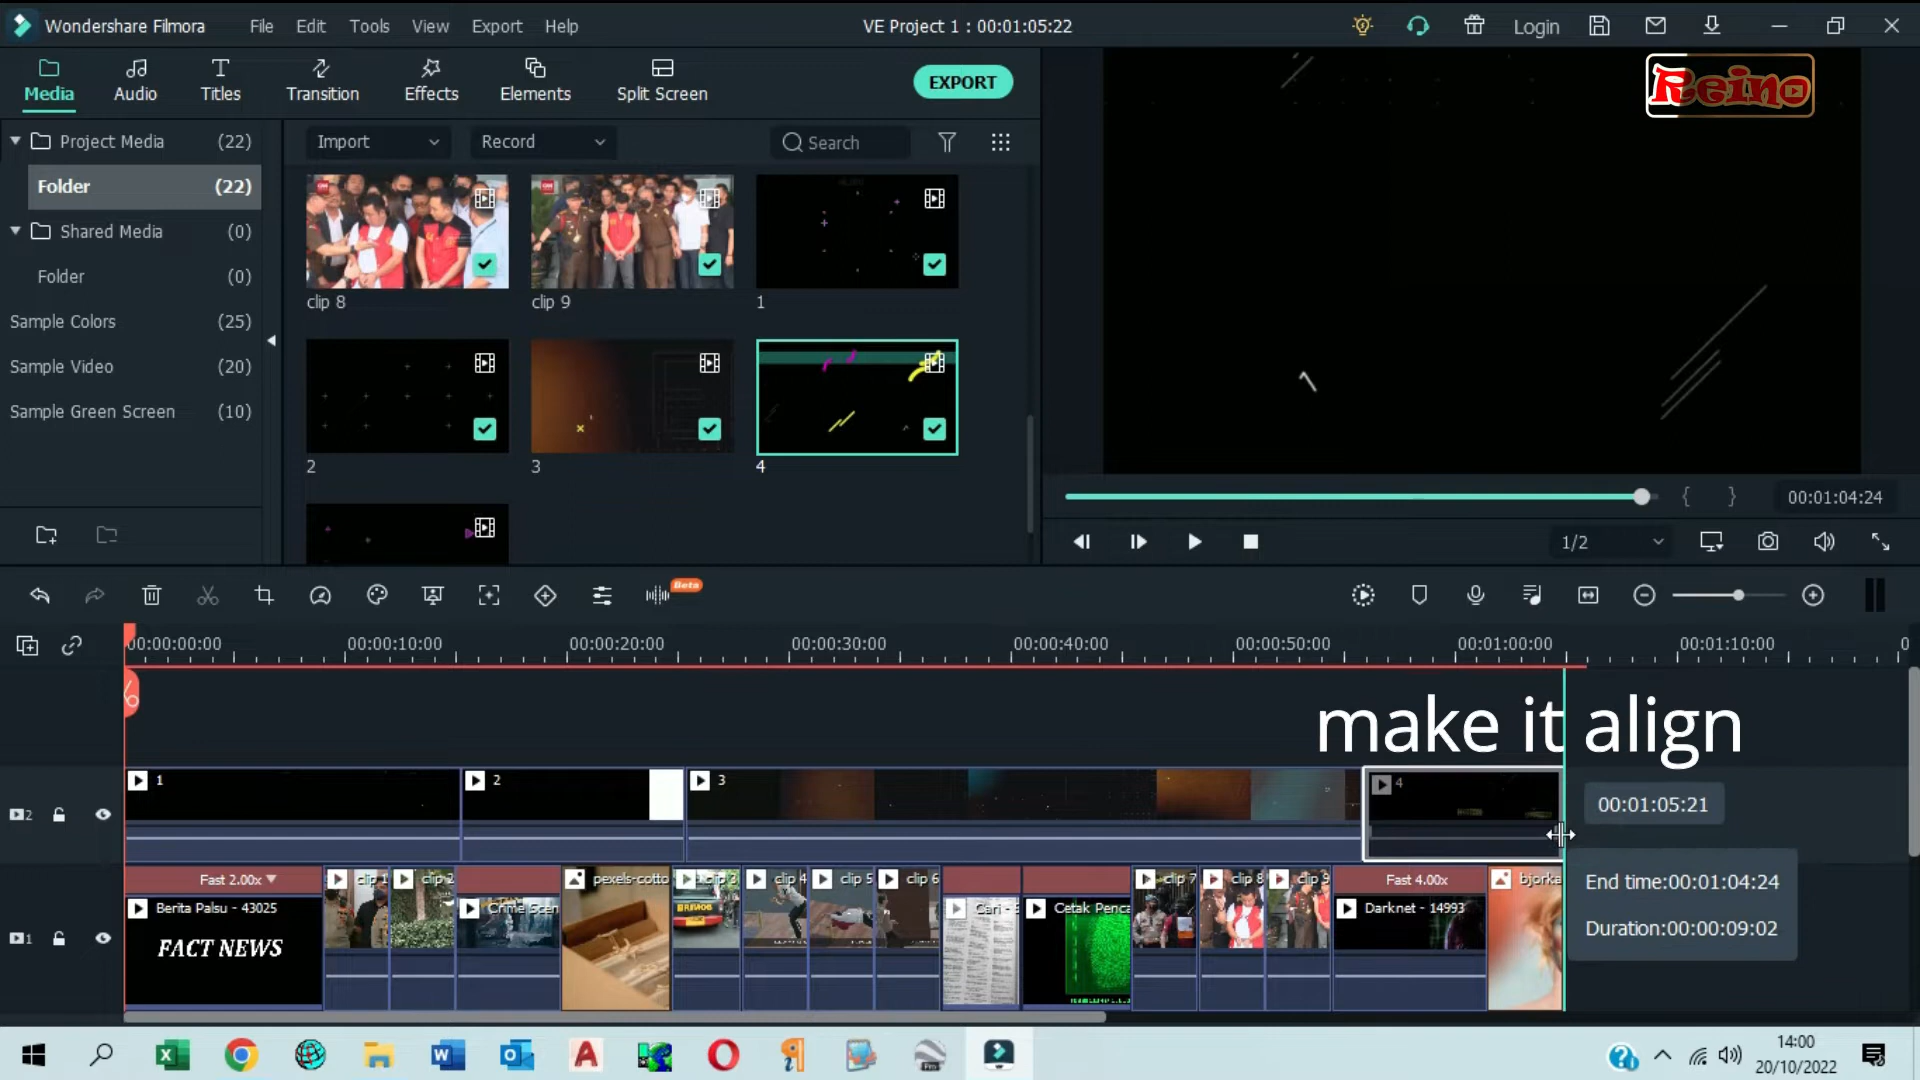 Wondershare Filmora File Edit Tools View Export Help VE Project 1 : 00:01:05:22 Login
Media Audio Titles Transition Effects Elements Split Screen EXPORT
Reino
Project Media (22)
Folder (22)
Shared Media (0)
Folder (0)
Sample Colors (25)
Sample Video (20)
Sample Green Screen (10)
Import Record Search
clip 8 clip 9 1
2 3 4
{ } 00:01:04:24
1/2
Beta
00:00:00:00 00:00:10:00 00:00:20:00 00:00:30:00 00:00:40:00 00:00:50:00 00:01:00:00 00:01:10:00 0
make it align
1 2 3 4
00:01:05:21
2
End time:00:01:04:24
Duration:00:00:09:02
Fast 2.00x clip 1 clip 2 pexels-cotto clip 3 clip 4 clip 5 clip 6 clip 7 clip 8 clip 9 Fast 4.00x bjorka
Berita Palsu - 43025 Crime Scen Cari - S Cetak Penca Darknet - 14993
FACT NEWS
1
14:00
20/10/2022